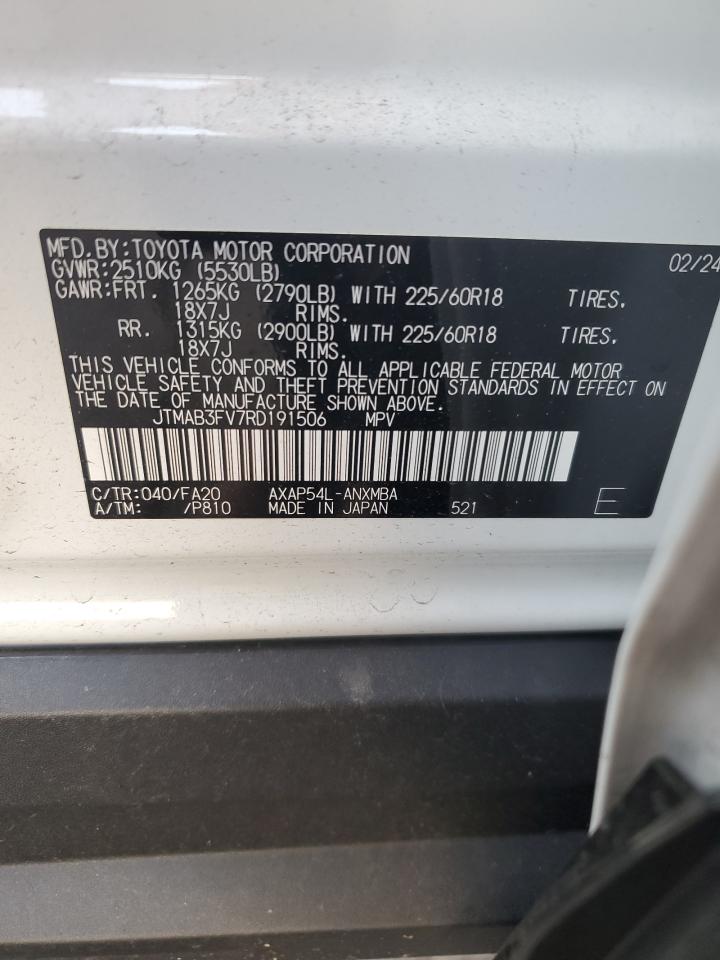 MFD.BY:TOYOTA MOTOR CORPORATION 02/24
GVWR:2510KG (5530LB)
GAWR:FRT. 1265KG (2790LB) WITH 225/60R18 TIRES.
18X7J RIMS.
RR. 1315KG (2900LB) WITH 225/60R18 TIRES.
18X7J RIMS.
THIS VEHICLE CONFORMS TO ALL APPLICABLE FEDERAL MOTOR
VEHICLE SAFETY AND THEFT PREVENTION STANDARDS IN EFFECT ON
THE DATE OF MANUFACTURE SHOWN ABOVE.
JTMAB3FV7RD191506 MPV
C/TR:040/FA20 AXAP54L-ANXMBA
A/TM: /P810 MADE IN JAPAN 521 E